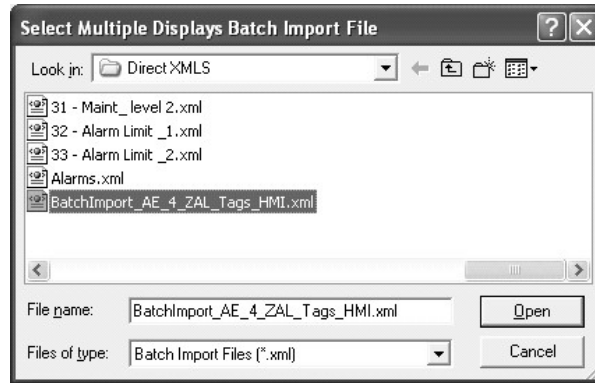 Select Multiple Displays Batch Import File
Look in: Direct XMLS
31 - Maint_ level 2.xml
32 - Alarm Limit _1.xml
33 - Alarm Limit _2.xml
Alarms.xml
BatchImport_AE_4_ZAL_Tags_HMI.xml
File name: BatchImport_AE_4_ZAL_Tags_HMI.xml Open
Files of type: Batch Import Files (*.xml) Cancel